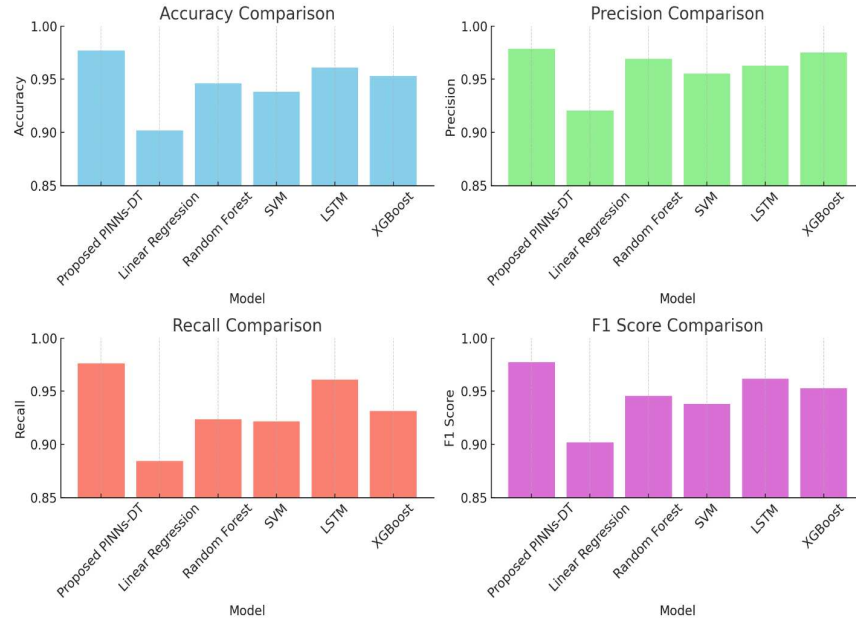 Accuracy Comparison
1.00
0.95
0.90
0.85
Accuracy
Proposed PINNs-DT
Linear Regression
Random Forest
SVM
LSTM
XGBoost
Model
Precision Comparison
1.00
0.95
0.90
0.85
Precision
Proposed PINNs-DT
Linear Regression
Random Forest
SVM
LSTM
XGBoost
Model
Recall Comparison
1.00
0.95
0.90
0.85
Recall
Proposed PINNs-DT
Linear Regression
Random Forest
SVM
LSTM
XGBoost
Model
F1 Score Comparison
1.00
0.95
0.90
0.85
F1 Score
Proposed PINNs-DT
Linear Regression
Random Forest
SVM
LSTM
XGBoost
Model